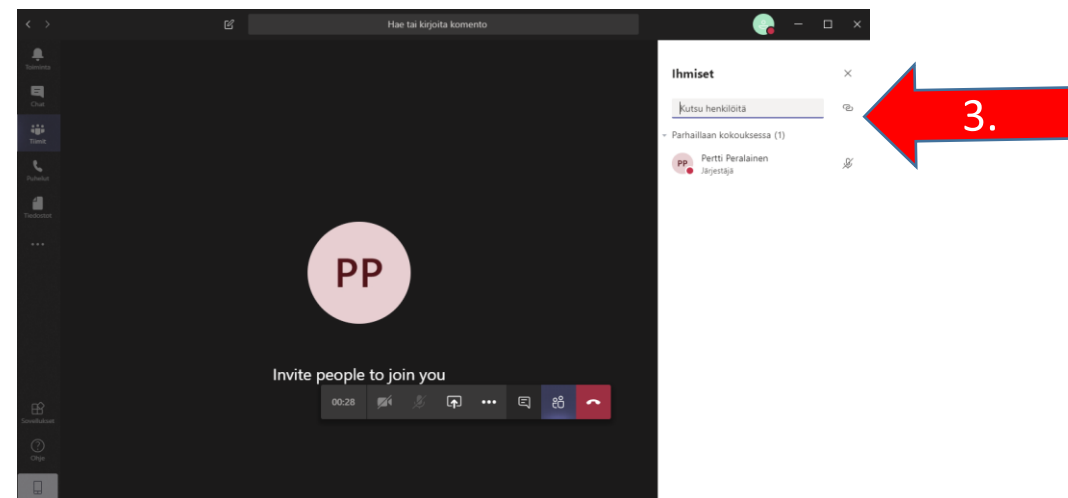 Hae tai kirjoita komento
Toiminta
Chat
Tiimit
Puhelut
Tiedostot
Sovellukset
Ohje
PP
Invite people to join you
00:28
Ihmiset
Kutsu henkilöitä
Parhaillaan kokouksessa (1)
PP
Pertti Peralainen
Järjestäjä
3.